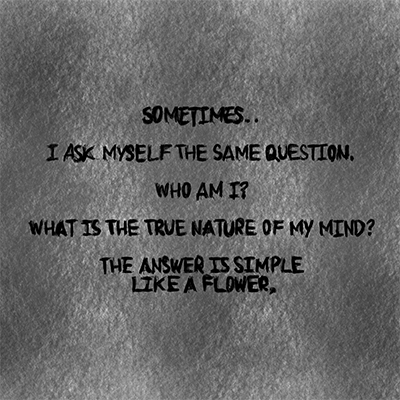 SOMETIMES..
I ASK MYSELF THE SAME QUESTION.
WHO AM I?
WHAT IS THE TRUE NATURE OF MY MIND?
THE ANSWER IS SIMPLE
LIKE A FLOWER,